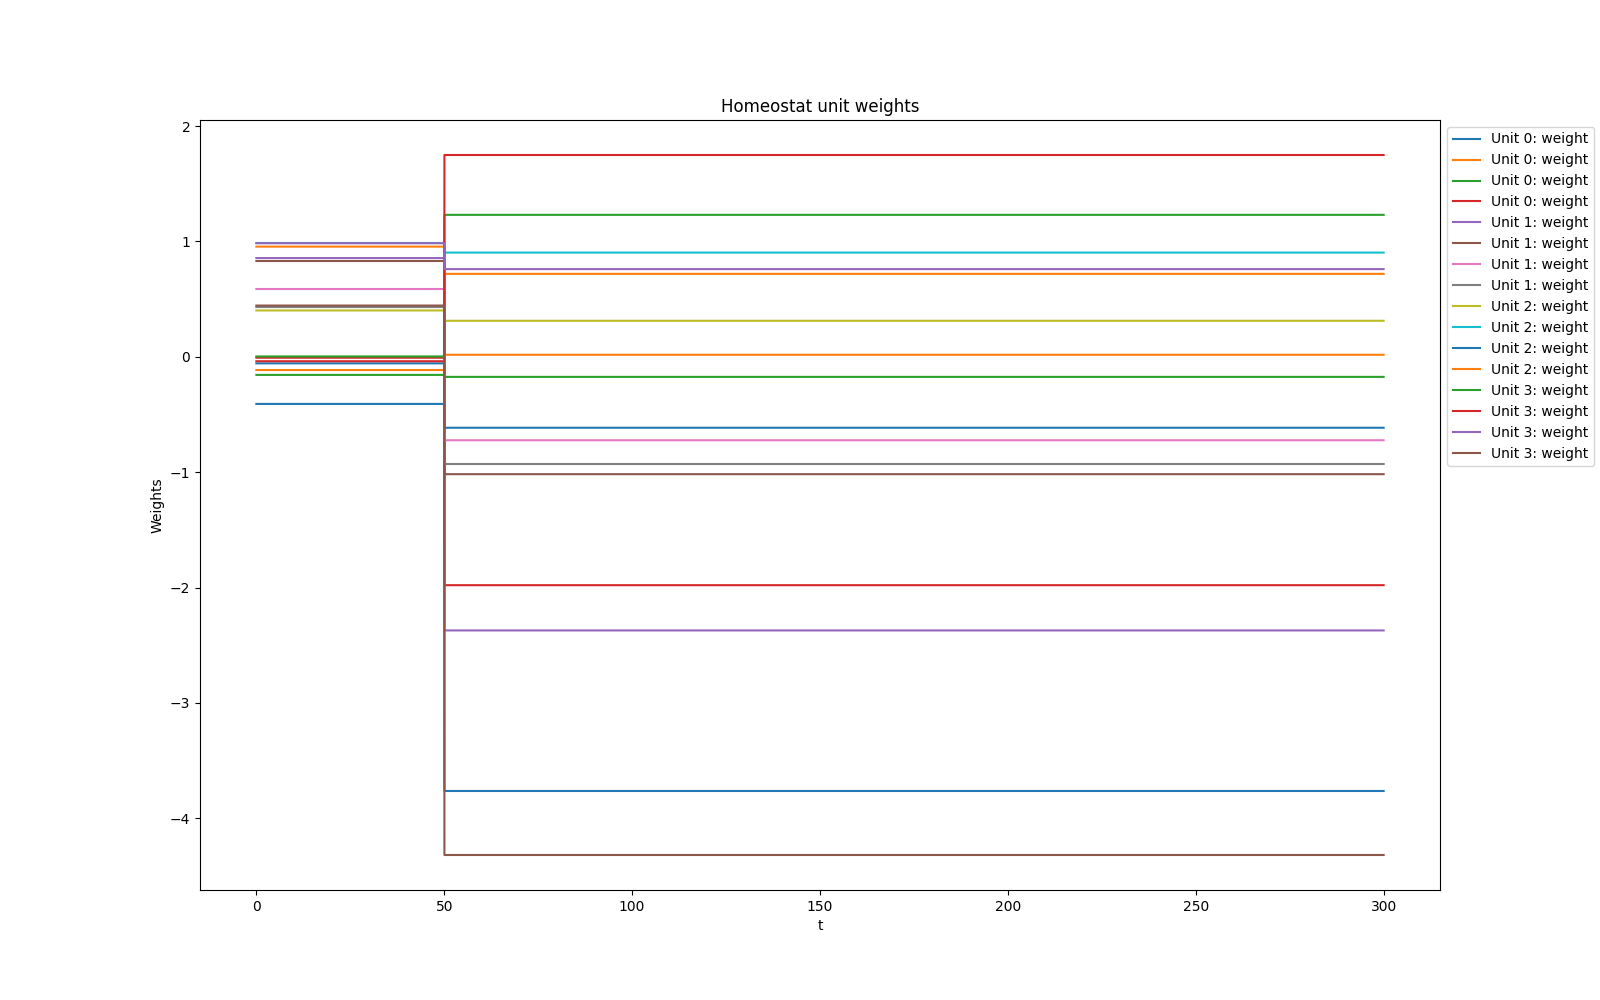 Homeostat unit weights
2
1
0
−1
−2
−3
−4
Weights
0
50
100
150
200
250
300
t
Unit 0: weight
Unit 0: weight
Unit 0: weight
Unit 0: weight
Unit 1: weight
Unit 1: weight
Unit 1: weight
Unit 1: weight
Unit 2: weight
Unit 2: weight
Unit 2: weight
Unit 2: weight
Unit 3: weight
Unit 3: weight
Unit 3: weight
Unit 3: weight